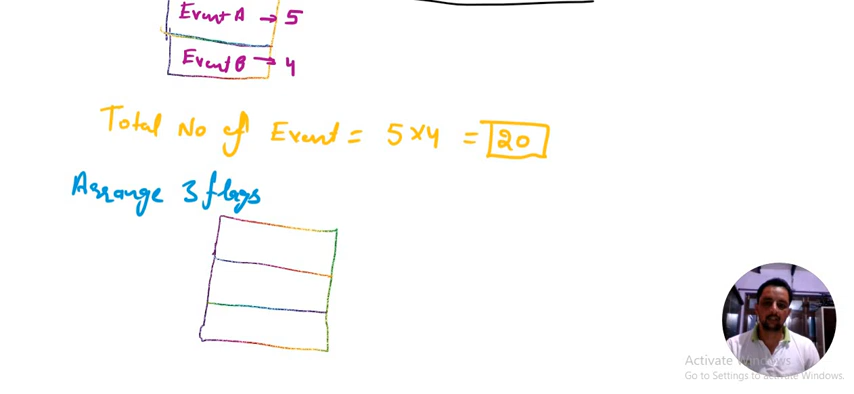 Event A → 5
Event B → 4
Total No of Event = 5×4 = 20
Arrange 3 flags
Activate Windows
Go to Settings to activate Windows.